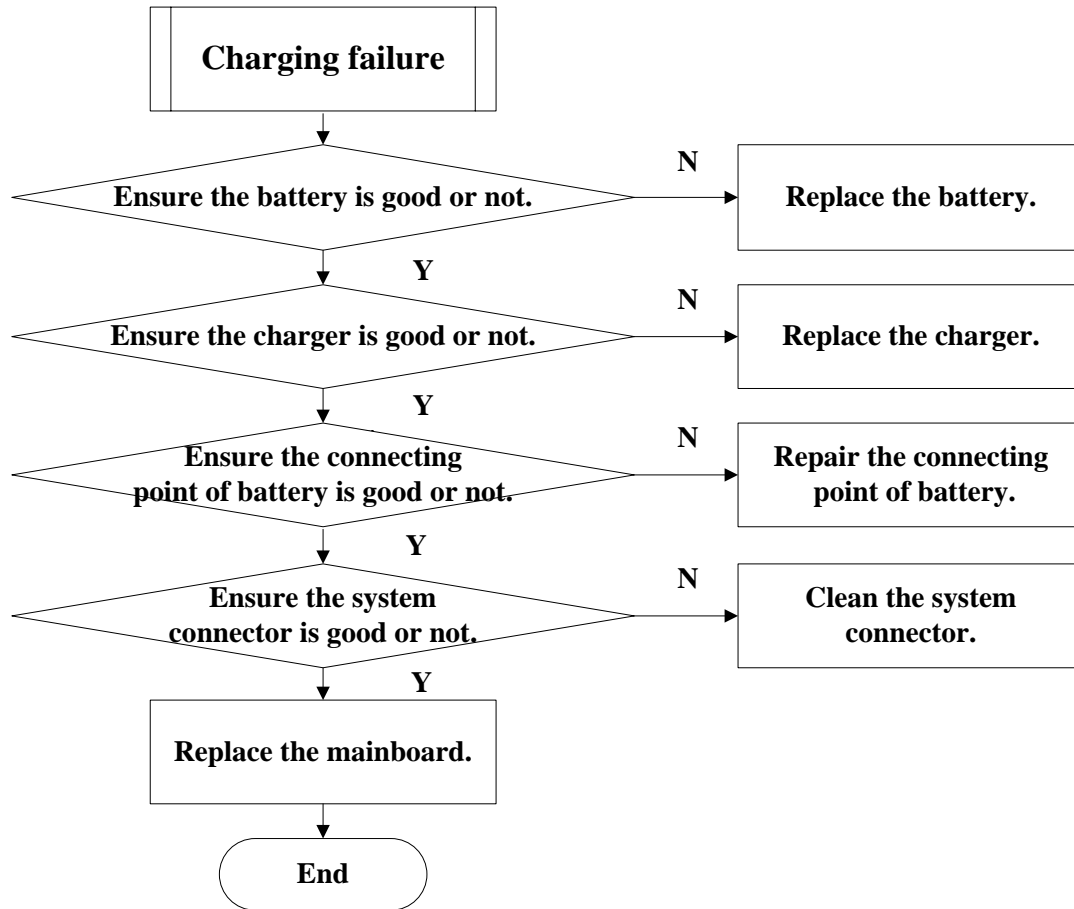 Charging failure
Ensure the battery is good or not.
N
Replace the battery.
Y
Ensure the charger is good or not.
N
Replace the charger.
Y
Ensure the connecting
point of battery is good or not.
N
Repair the connecting
point of battery.
Y
Ensure the system
connector is good or not.
N
Clean the system
connector.
Y
Replace the mainboard.
End